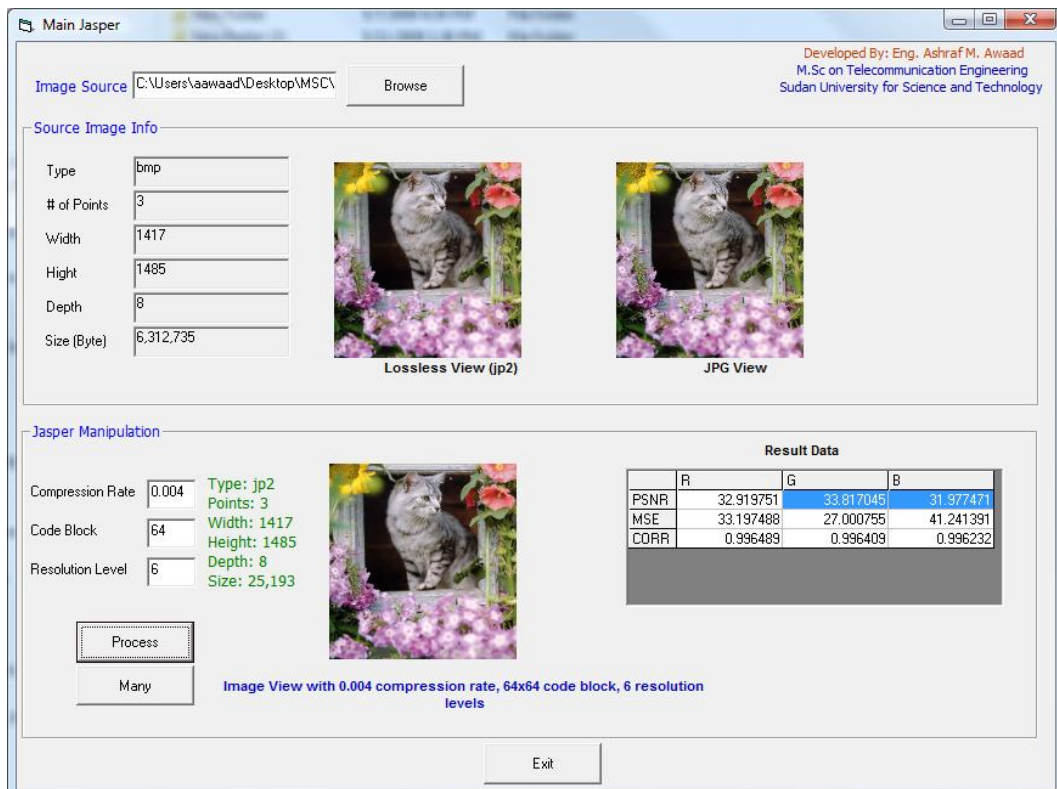 Main Jasper
Developed By: Eng. Ashraf M. Awaad
M.Sc on Telecommunication Engineering
Sudan University for Science and Technology
Image Source C:\Users\aawaad\Desktop\MSC\ Browse
Source Image Info
Type bmp
# of Points 3
Width 1417
Hight 1485
Depth 8
Size (Byte) 6,312,735
Lossless View (jp2)
JPG View
Jasper Manipulation
Compression Rate 0.004
Code Block 64
Resolution Level 6
Type: jp2
Points: 3
Width: 1417
Height: 1485
Depth: 8
Size: 25,193
Result Data
R G B
PSNR 32.919751 33.817045 31.977471
MSE 33.197488 27.000755 41.241391
CORR 0.996489 0.996409 0.996232
Process
Many
Image View with 0.004 compression rate, 64x64 code block, 6 resolution
levels
Exit